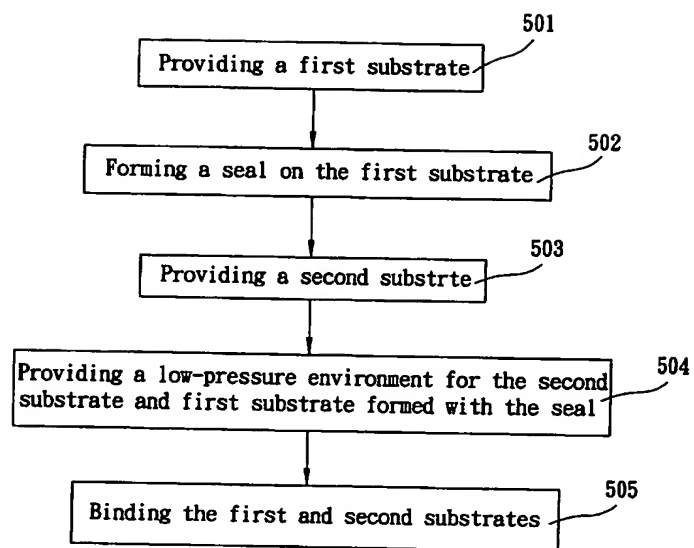 501
Providing a first substrate
502
Forming a seal on the first substrate
503
Providing a second substrte
504
Providing a low-pressure environment for the second
substrate and first substrate formed with the seal
505
Binding the first and second substrates